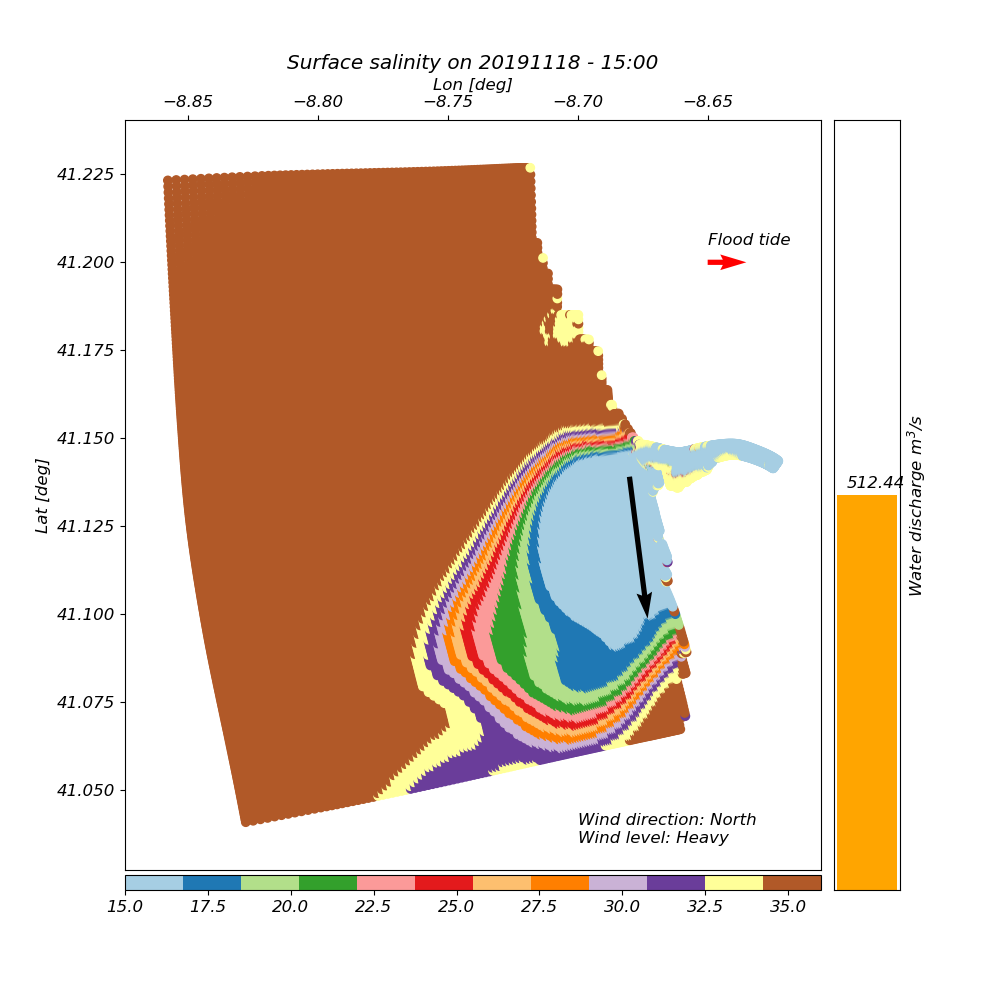 Surface salinity on 20191118 - 15:00
Lon [deg]
−8.85 −8.80 −8.75 −8.70 −8.65
41.225
41.200
41.175
41.150
41.125
41.100
41.075
41.050
Lat [deg]
Flood tide
Wind direction: North
Wind level: Heavy
512.44
Water discharge m³/s
15.0 17.5 20.0 22.5 25.0 27.5 30.0 32.5 35.0